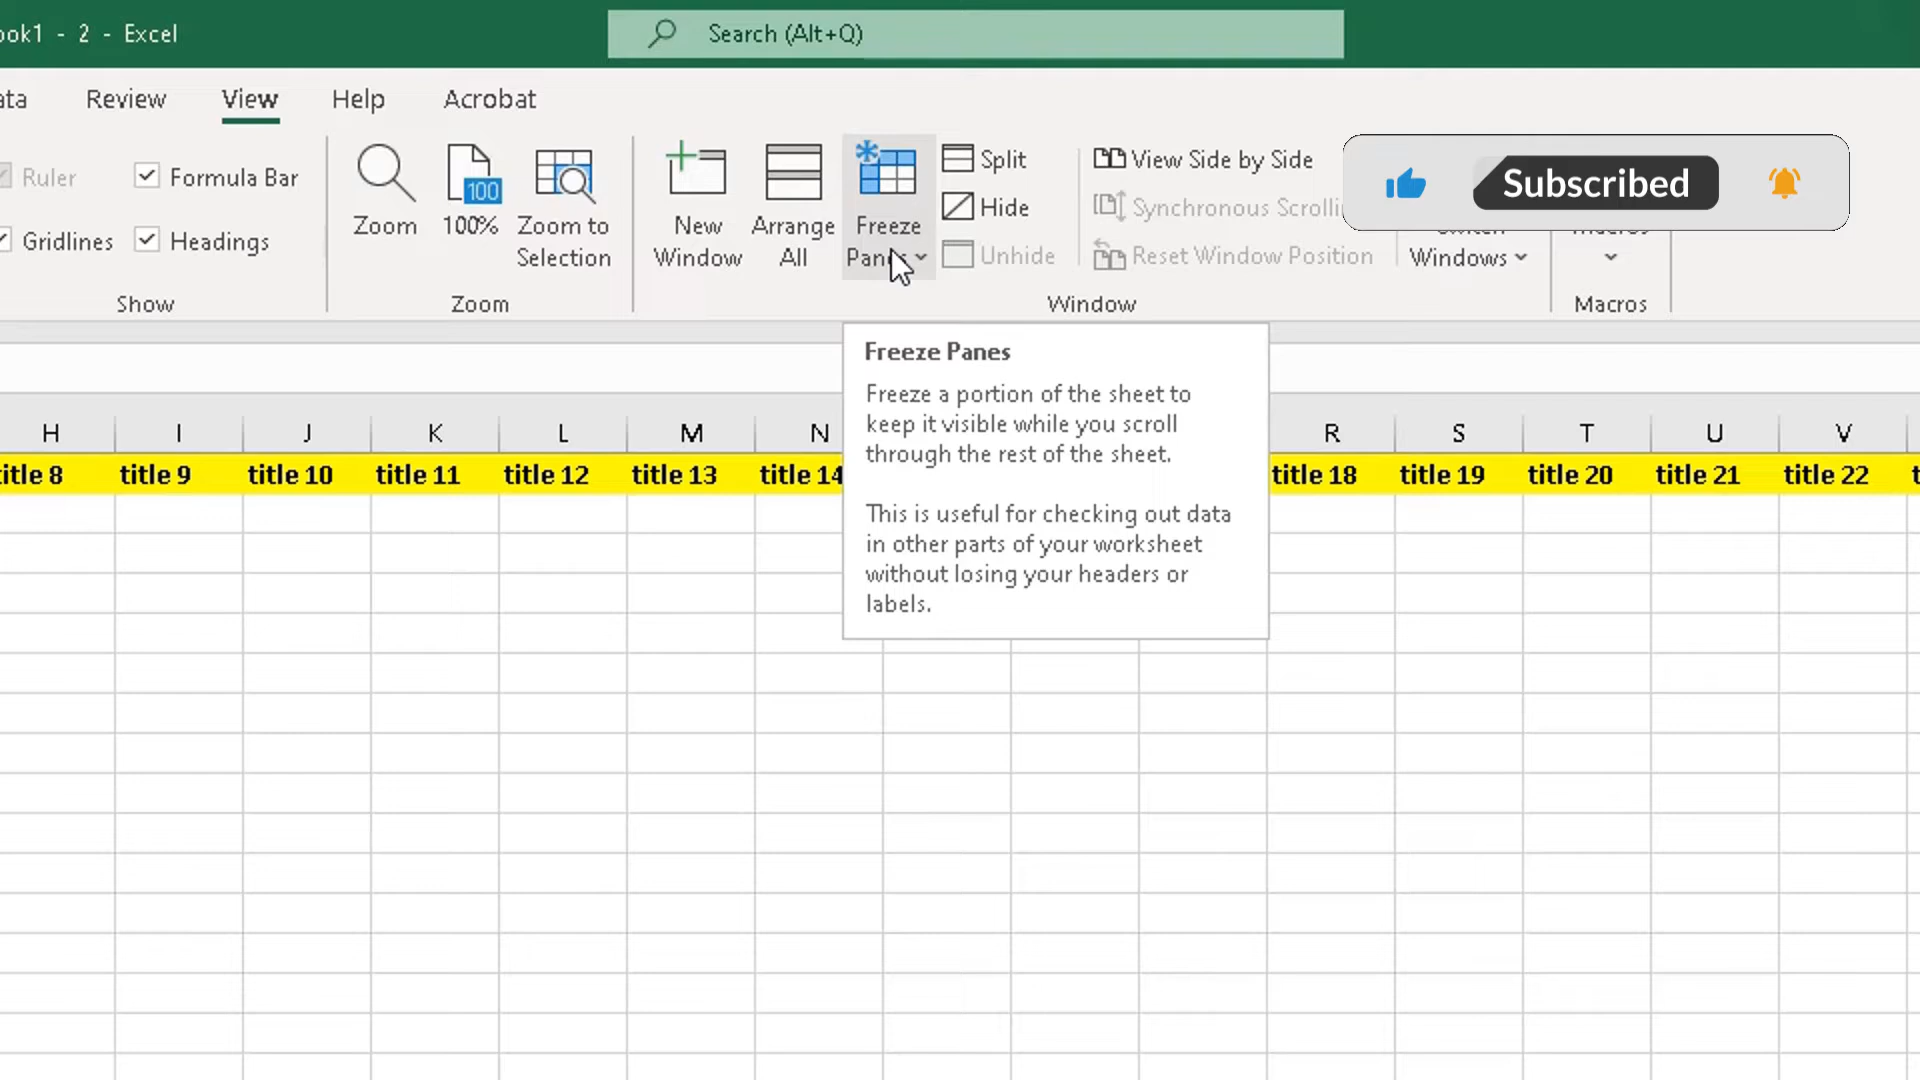 ook1 - 2 - Excel
Search (Alt+Q)
ata Review View Help Acrobat
Ruler
Formula Bar
Gridlines
Headings
Show
Zoom
100
100%
Zoom to
Selection
Zoom
New
Window
Arrange
All
Freeze
Split
Hide
Unhide
View Side by Side
Synchronous Scrolli
Reset Window Position
Window
Windows
Macros
Subscribed
Freeze Panes
Freeze a portion of the sheet to
keep it visible while you scroll
through the rest of the sheet.
This is useful for checking out data
in other parts of your worksheet
without losing your headers or
labels.
H I J K L M N R S T U V
title 8 title 9 title 10 title 11 title 12 title 13 title 14 title 18 title 19 title 20 title 21 title 22